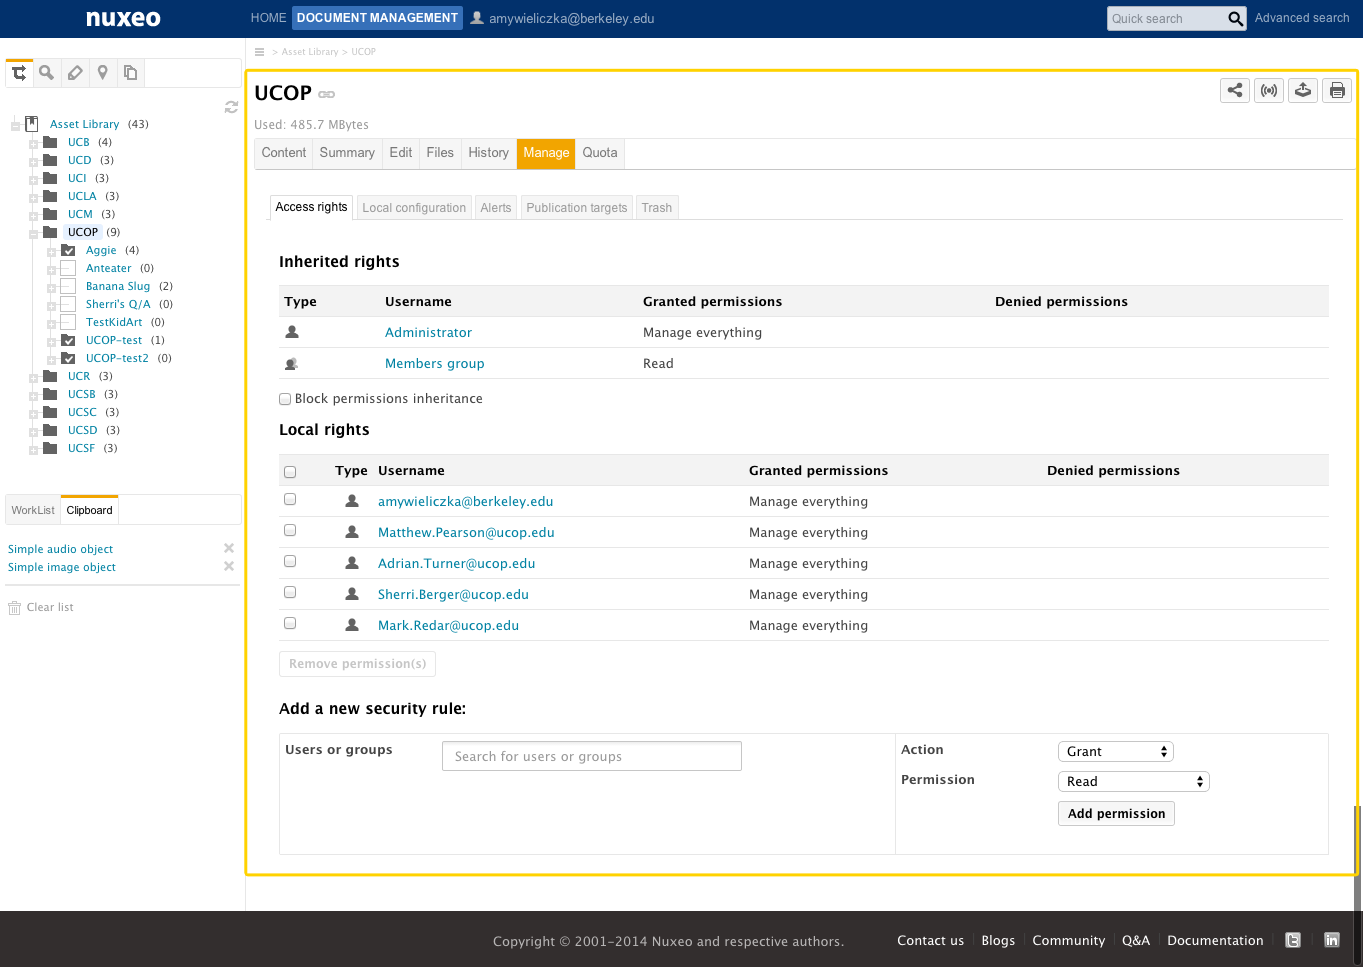 nuxeo HOME DOCUMENT MANAGEMENT amywieliczka@berkeley.edu Quick search Advanced search
> Asset Library > UCOP
UCOP
Used: 485.7 MBytes
Content Summary Edit Files History Manage Quota
Access rights Local configuration Alerts Publication targets Trash
Asset Library (43)
UCB (4)
UCD (3)
UCI (3)
UCLA (3)
UCM (3)
UCOP (9)
Aggie (4)
Anteater (0)
Banana Slug (2)
Sherri's Q/A (0)
TestKidArt (0)
UCOP-test (1)
UCOP-test2 (0)
UCR (3)
UCSB (3)
UCSC (3)
UCSD (3)
UCSF (3)
WorkList Clipboard
Simple audio object
Simple image object
Clear list
Inherited rights
Type Username Granted permissions Denied permissions
Administrator Manage everything
Members group Read
Block permissions inheritance
Local rights
Type Username Granted permissions Denied permissions
amywieliczka@berkeley.edu Manage everything
Matthew.Pearson@ucop.edu Manage everything
Adrian.Turner@ucop.edu Manage everything
Sherri.Berger@ucop.edu Manage everything
Mark.Redar@ucop.edu Manage everything
Remove permission(s)
Add a new security rule:
Users or groups Search for users or groups Action Grant
Permission Read
Add permission
Copyright © 2001-2014 Nuxeo and respective authors. Contact us Blogs Community Q&A Documentation